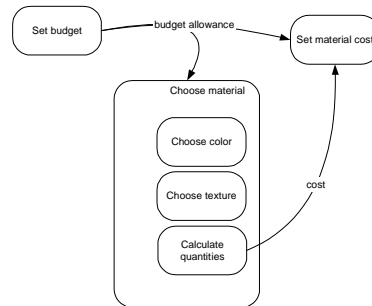 Set budget
budget allowance
Set material cost
Choose material
Choose color
Choose texture
Calculate
quantities
cost